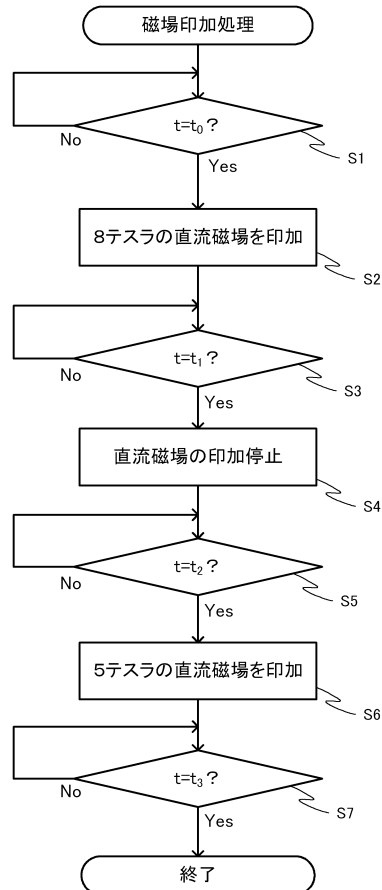 磁場印加処理
t=t₀?
No
S1
Yes
8テスラの直流磁場を印加
S2
t=t₁?
No
S3
Yes
直流磁場の印加停止
S4
t=t₂?
No
S5
Yes
5テスラの直流磁場を印加
S6
t=t₃?
No
S7
Yes
終了